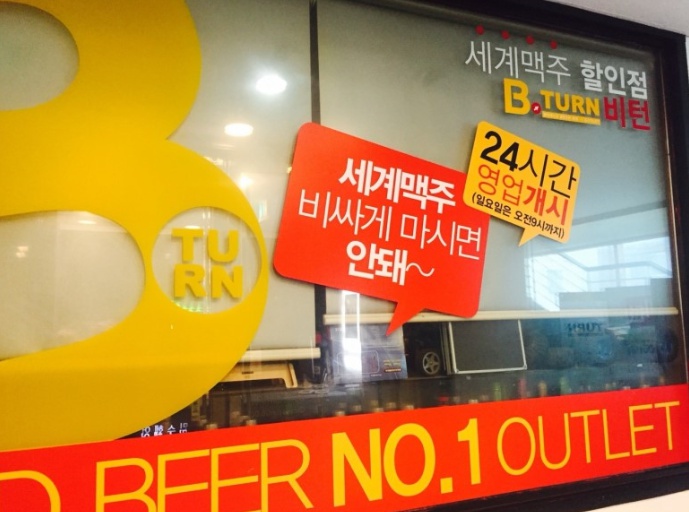 세계맥주 할인점
B.TURN 비턴
24시간
영업개시
(일요일은 오전9시까지)
세계맥주
비싸게 마시면
안돼~
TU
RN
D BEER NO.1 OUTLET